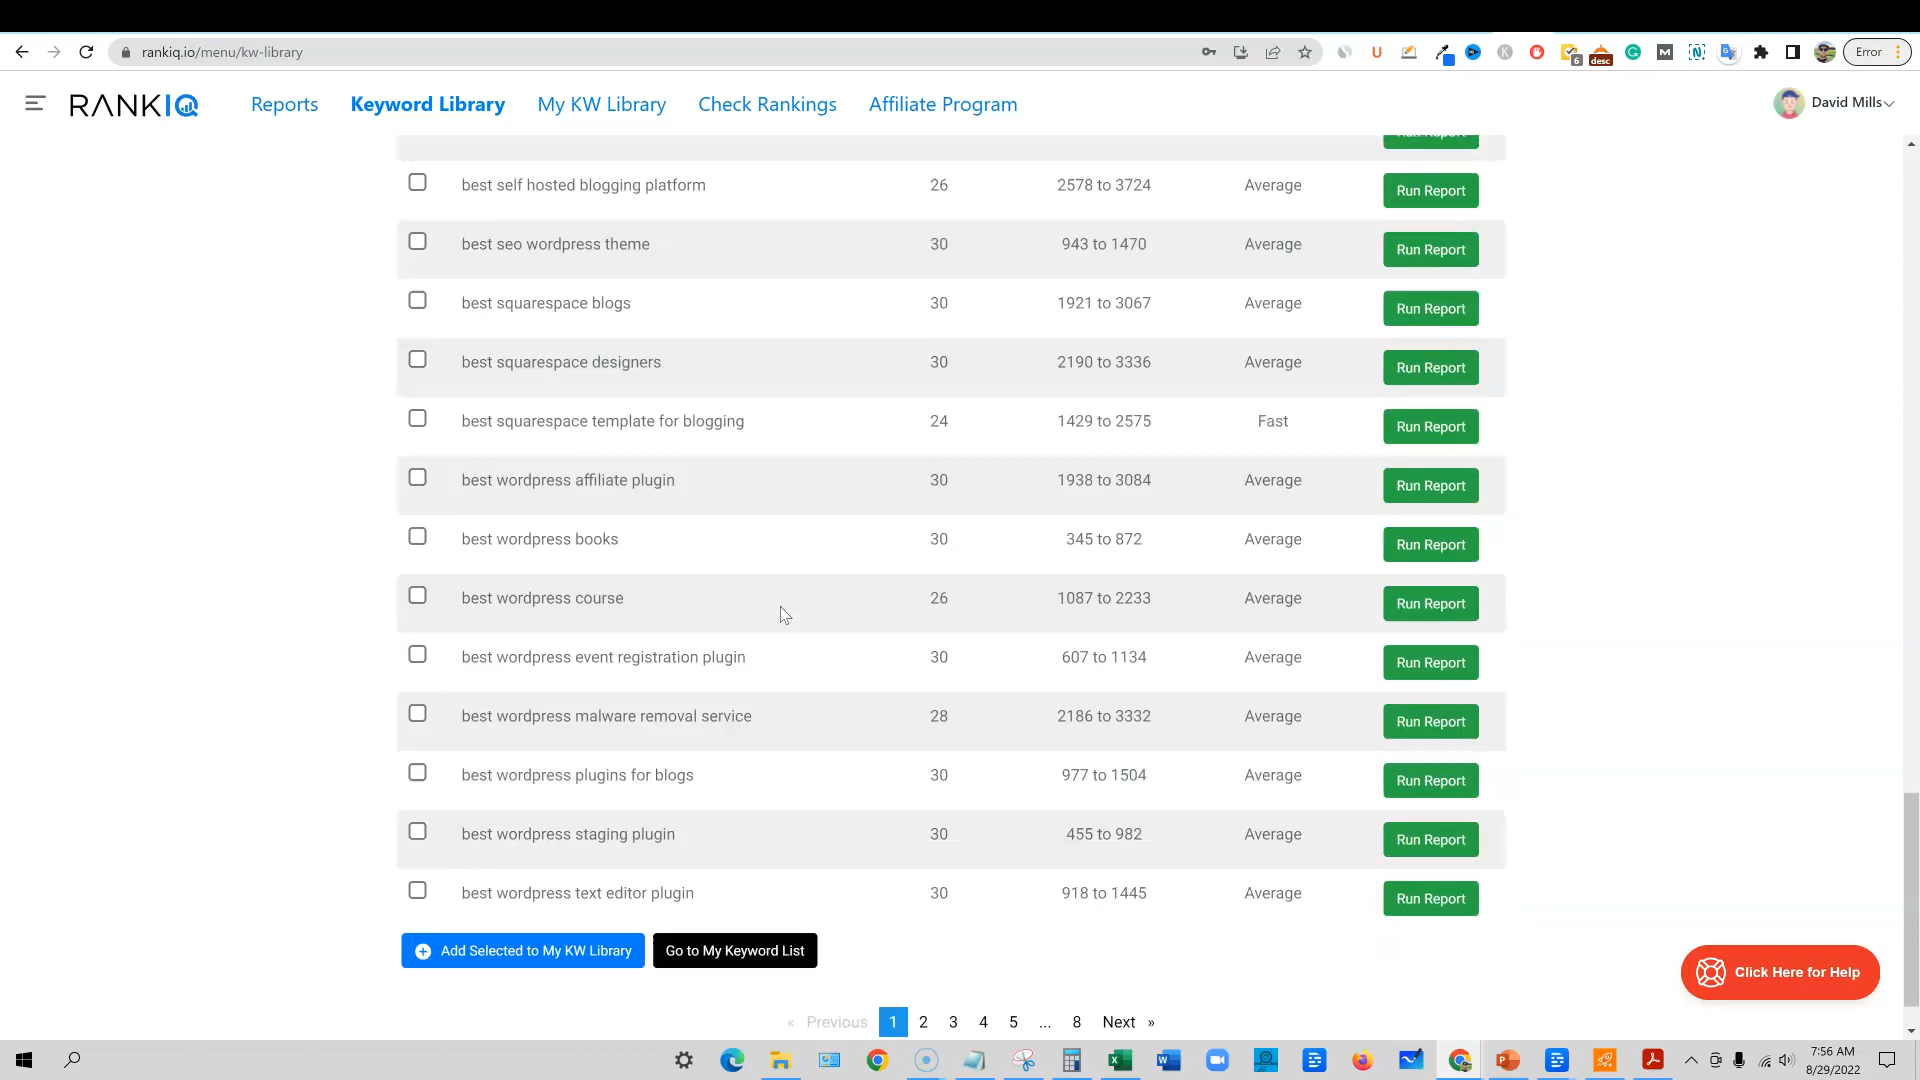 rankiq.io/menu/kw-library
6
desc
Error
RANKIQ
Reports
Keyword Library
My KW Library
Check Rankings
Affiliate Program
David Mills
Run Report
best self hosted blogging platform 26 2578 to 3724 Average Run Report
best seo wordpress theme 30 943 to 1470 Average Run Report
best squarespace blogs 30 1921 to 3067 Average Run Report
best squarespace designers 30 2190 to 3336 Average Run Report
best squarespace template for blogging 24 1429 to 2575 Fast Run Report
best wordpress affiliate plugin 30 1938 to 3084 Average Run Report
best wordpress books 30 345 to 872 Average Run Report
best wordpress course 26 1087 to 2233 Average Run Report
best wordpress event registration plugin 30 607 to 1134 Average Run Report
best wordpress malware removal service 28 2186 to 3332 Average Run Report
best wordpress plugins for blogs 30 977 to 1504 Average Run Report
best wordpress staging plugin 30 455 to 982 Average Run Report
best wordpress text editor plugin 30 918 to 1445 Average Run Report
Add Selected to My KW Library
Go to My Keyword List
Click Here for Help
« Previous 1 2 3 4 5 ... 8 Next »
7:56 AM
8/29/2022